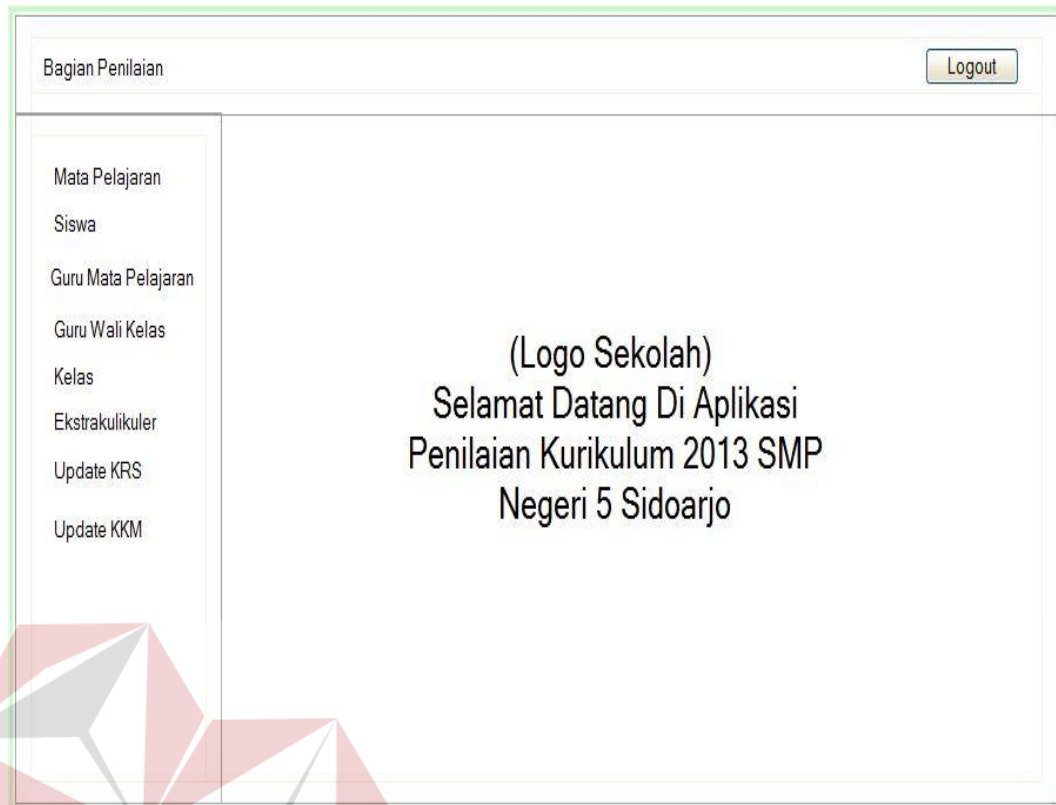 Bagian Penilaian
Logout
Mata Pelajaran
Siswa
Guru Mata Pelajaran
Guru Wali Kelas
Kelas
Ekstrakulikuler
Update KRS
Update KKM
(Logo Sekolah)
Selamat Datang Di Aplikasi
Penilaian Kurikulum 2013 SMP
Negeri 5 Sidoarjo